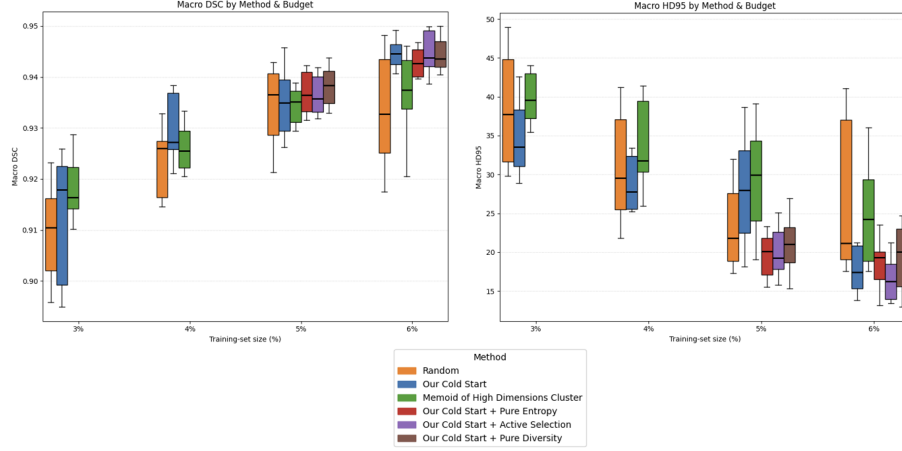 Macro DSC by Method & Budget
0.95
0.94
0.93
0.92
0.91
0.90
Macro DSC
3%
4%
5%
6%
Training-set size (%)
Macro HD95 by Method & Budget
50
45
40
35
30
25
20
15
Macro HD95
3%
4%
5%
6%
Training-set size (%)
Method
Random
Our Cold Start
Memoid of High Dimensions Cluster
Our Cold Start + Pure Entropy
Our Cold Start + Active Selection
Our Cold Start + Pure Diversity